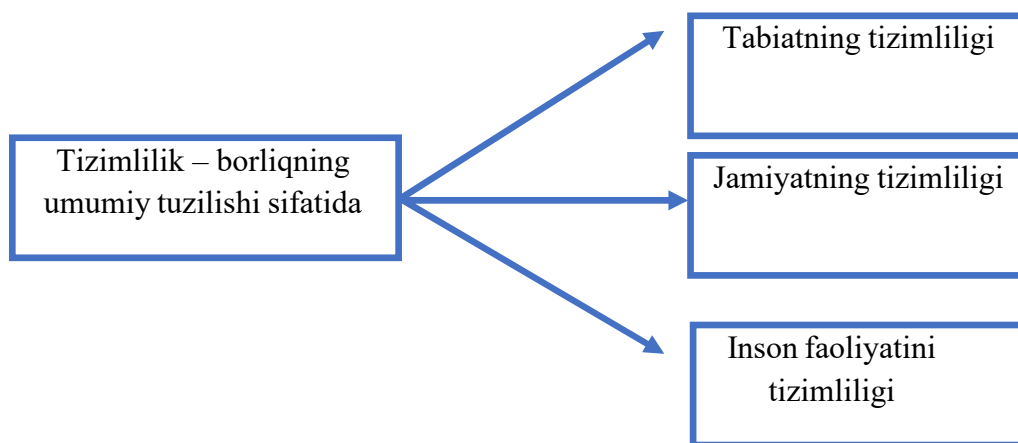 Tizimlilik – borliqning
umumiy tuzilishi sifatida
Tabiatning tizimliligi
Jamiyatning tizimliligi
Inson faoliyatini
tizimliligi